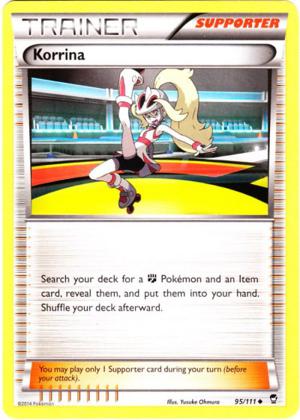 TRAINER SUPPORTER
Korrina
Search your deck for a Pokémon and an Item
card, reveal them, and put them into your hand.
Shuffle your deck afterward.
You may play only 1 Supporter card during your turn (before
your attack).
©2014 Pokémon Illus. Yusuke Ohmura 95/111